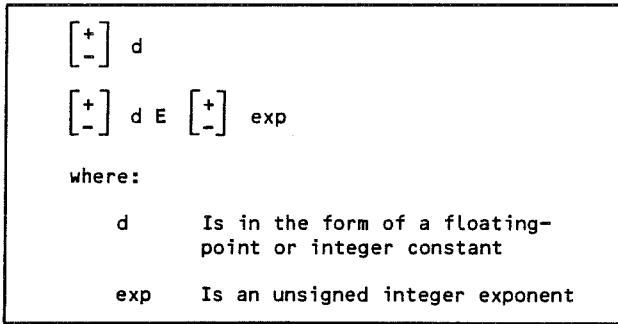 [+ -] d
[+ -] d E [+ -] exp
where:
d Is in the form of a floating-
point or integer constant
exp Is an unsigned integer exponent